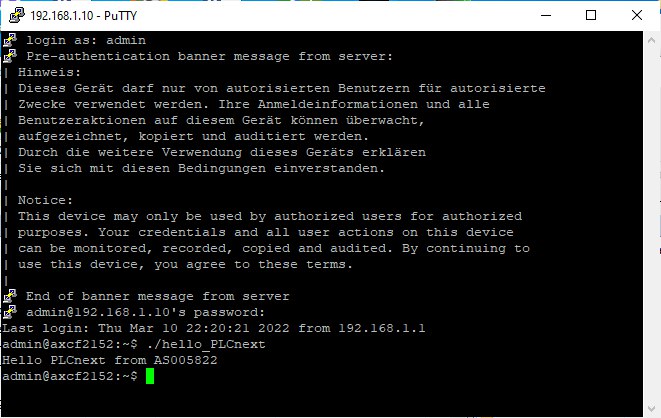 192.168.1.10 - PuTTY
login as: admin
Pre-authentication banner message from server:
| Hinweis:
| Dieses Gerät darf nur von autorisierten Benutzern für autorisierte
| Zwecke verwendet werden. Ihre Anmeldeinformationen und alle
| Benutzeraktionen auf diesem Gerät können überwacht,
| aufgezeichnet, kopiert und auditiert werden.
| Durch die weitere Verwendung dieses Geräts erklären
| Sie sich mit diesen Bedingungen einverstanden.
|
| Notice:
| This device may only be used by authorized users for authorized
| purposes. Your credentials and all user actions on this device
| can be monitored, recorded, copied and audited. By continuing to
| use this device, you agree to these terms.
|
End of banner message from server
admin@192.168.1.10's password:
Last login: Thu Mar 10 22:20:21 2022 from 192.168.1.1
admin@axcf2152:~$ ./hello_PLCnext
Hello PLCnext from AS005822
admin@axcf2152:~$